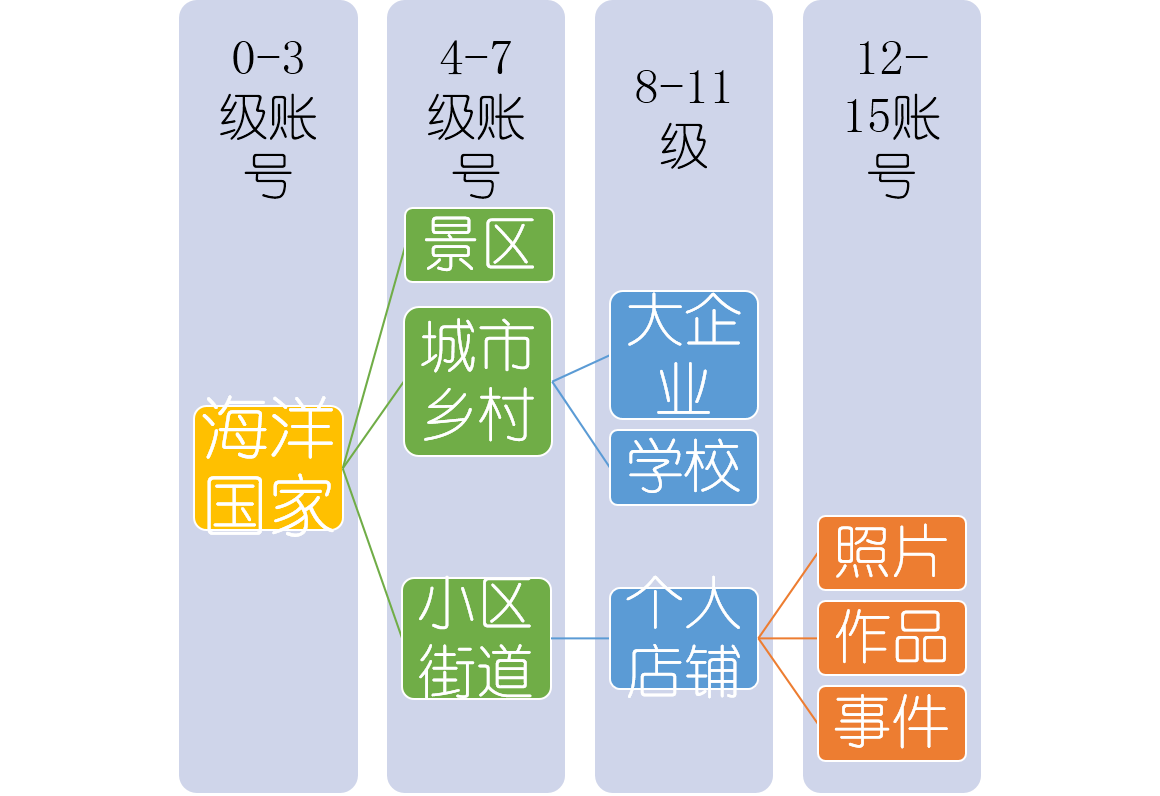 0-3
级账
号
海洋
国家
4-7
级账
号
景区
城市
乡村
小区
街道
8-11
级
大企
业
学校
个人
店铺
12-
15账
号
照片
作品
事件